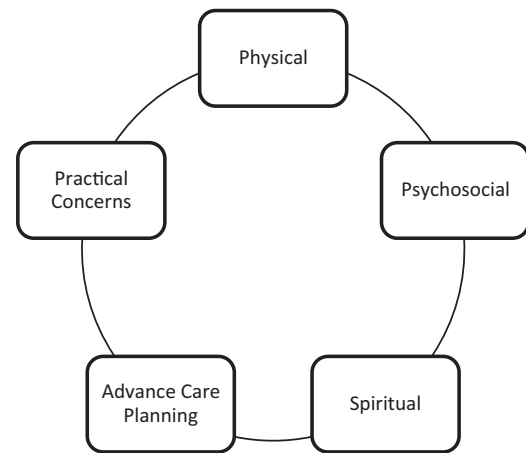 Physical
Psychosocial
Spiritual
Advance Care
Planning
Practical
Concerns